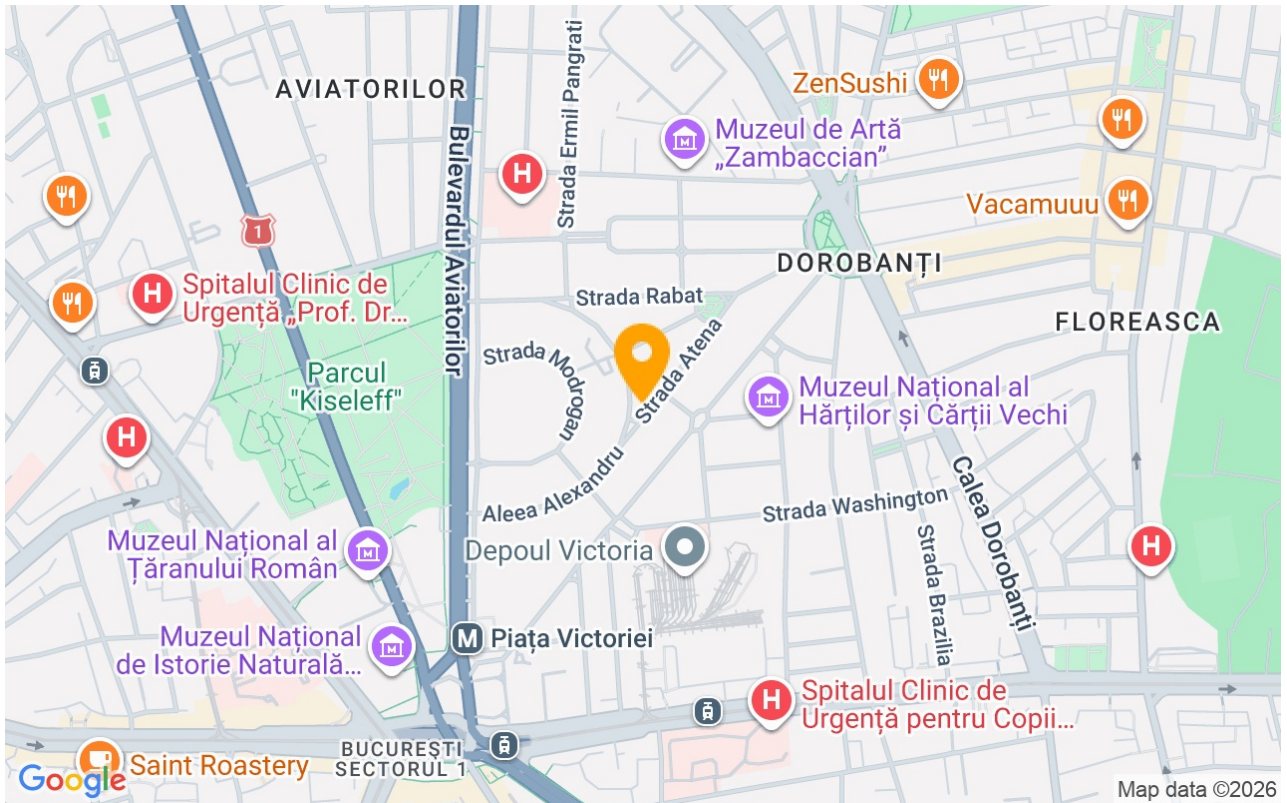 AVIATORILOR
Strada Ermil Pangrati
ZenSushi
Muzeul de Artă
„Zambaccian”
Bulevardul Aviatorilor
Vacamuuu
1
H
DOROBANȚI
H
Spitalul Clinic de
Urgență „Prof. Dr...
Strada Rabat
FLOREASCA
Strada Modrogan
Strada Atena
Parcul
"Kiseleff"
Muzeul Național al
Hărților și Cărții Vechi
H
Aleea Alexandru
Calea Dorobanți
Strada Washington
Muzeul Național al
Țăranului Român
Depoul Victoria
Strada Brazilia
H
Muzeul Național
de Istorie Naturală...
M Piața Victoriei
H
Spitalul Clinic de
Urgență pentru Copii...
BUCUREȘTI
SECTORUL 1
Saint Roastery
Google
Map data ©2026